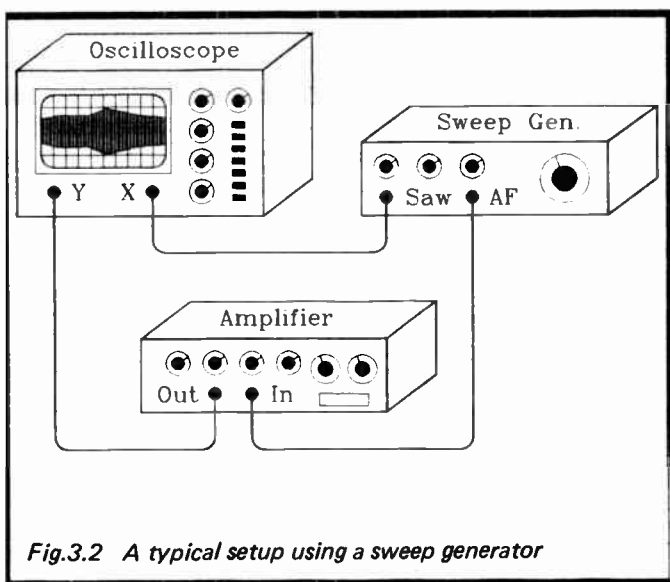 Oscilloscope
Y X
Sweep Gen.
Saw AF
Amplifier
Out In
Fig.3.2 A typical setup using a sweep generator